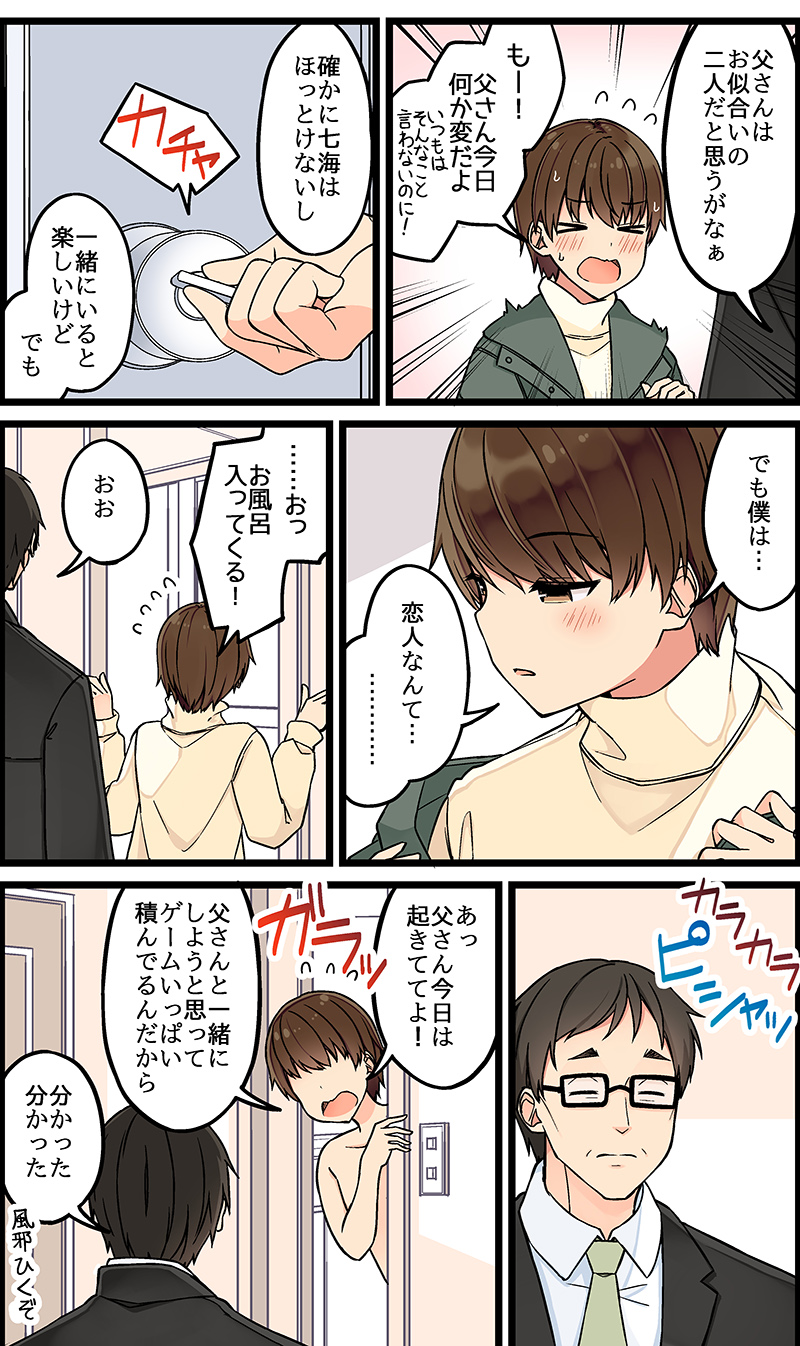 父さんは
お似合いの
二人だと思うがなぁ
もー！
父さん今日
何か変だよ
いつもは
そんなこと
言わないのに！
確かに七海は
ほっとけないし
カチャ
一緒にいると
楽しいけど
でも
でも僕は…
恋人なんて…
…………
……おっ
お風呂
入ってくる！
おお
カラカラ
ピシャッ
あっ
父さん今日は
起きててよ！
ガラッ
父さんと一緒に
しようと思って
ゲームいっぱい
積んでるんだから
分かった
分かった
風邪ひくぞ